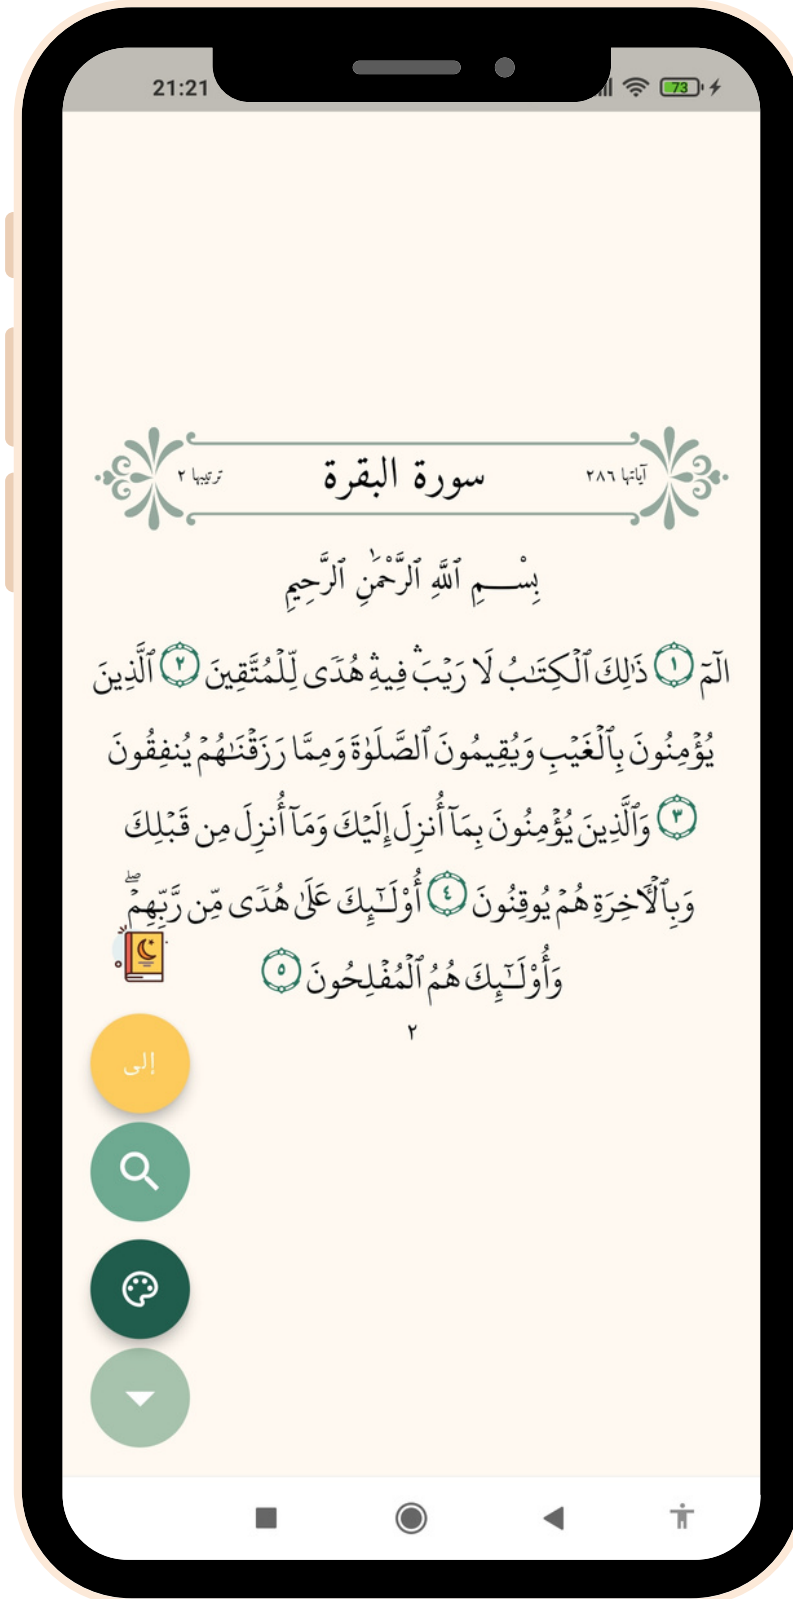 21:21 73
آياتها ٢٨٦ سورة البقرة ترتيبها ٢
بِسْــمِ ٱللَّهِ ٱلرَّحْمَٰنِ ٱلرَّحِيمِ
الٓمٓ ١ ذَٰلِكَ ٱلْكِتَٰبُ لَا رَيْبَ ۛ فِيهِ ۛ هُدًى لِّلْمُتَّقِينَ ٢ ٱلَّذِينَ
يُؤْمِنُونَ بِٱلْغَيْبِ وَيُقِيمُونَ ٱلصَّلَوٰةَ وَمِمَّا رَزَقْنَٰهُمْ يُنفِقُونَ
٣ وَٱلَّذِينَ يُؤْمِنُونَ بِمَآ أُنزِلَ إِلَيْكَ وَمَآ أُنزِلَ مِن قَبْلِكَ
وَبِٱلْءَاخِرَةِ هُمْ يُوقِنُونَ ٤ أُو۟لَٰٓئِكَ عَلَىٰ هُدًى مِّن رَّبِّهِمْ ۖ
وَأُو۟لَٰٓئِكَ هُمُ ٱلْمُفْلِحُونَ ٥
٢
إلى